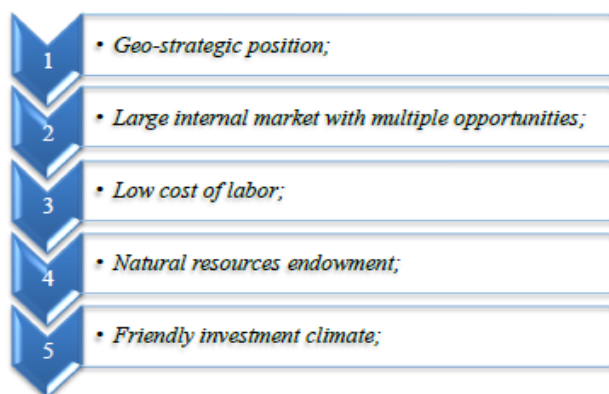 1
• Geo-strategic position;
2
• Large internal market with multiple opportunities;
3
• Low cost of labor;
4
• Natural resources endowment;
5
• Friendly investment climate;